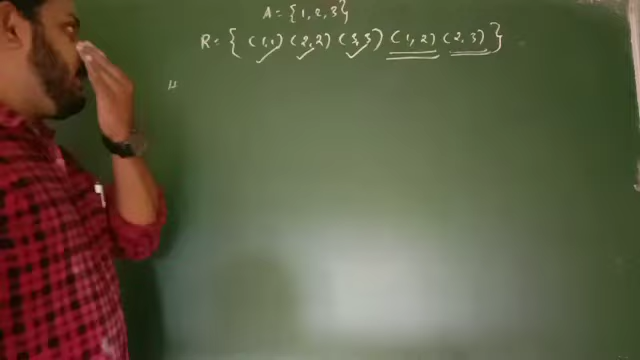 A = {1, 2, 3}
R = { (1,1) (2,2) (3,3) (1,2) (2,3) }